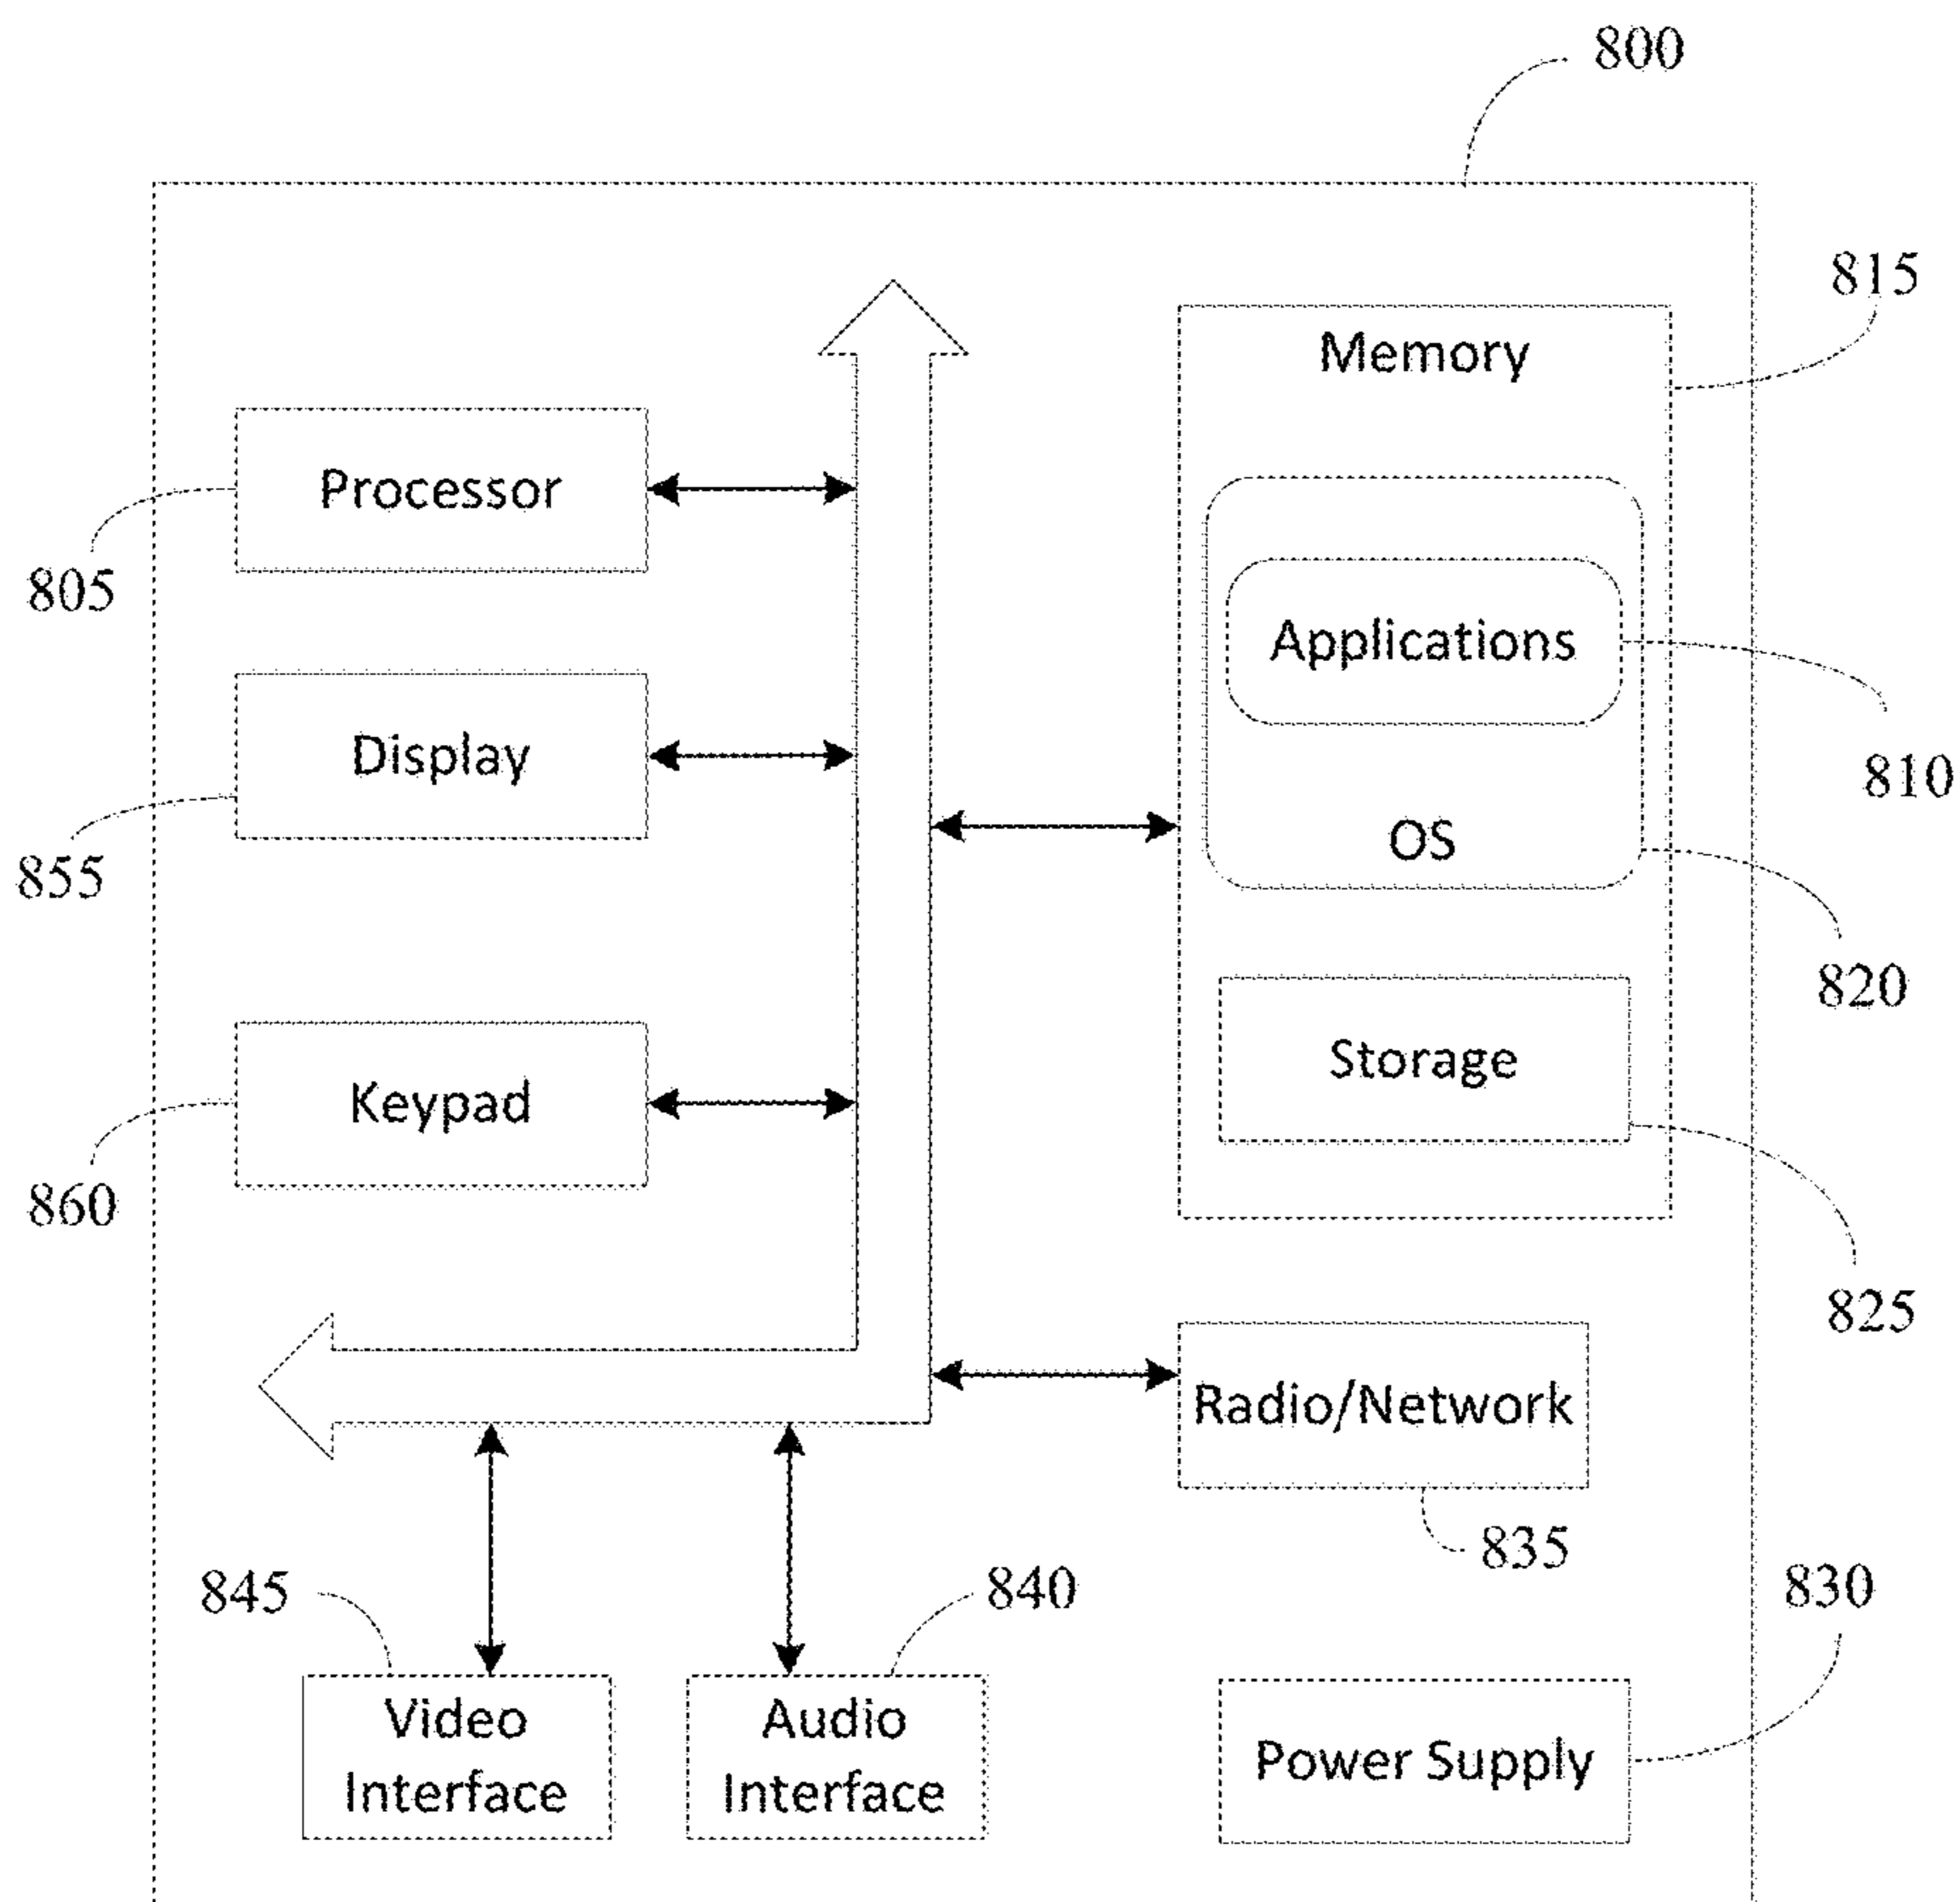 800
815
Memory
Processor
805
Applications
Display
810
855
OS
820
Storage
Keypad
860
825
Radio/Network
835
845
840
830
Video
Interface
Audio
Interface
Power Supply